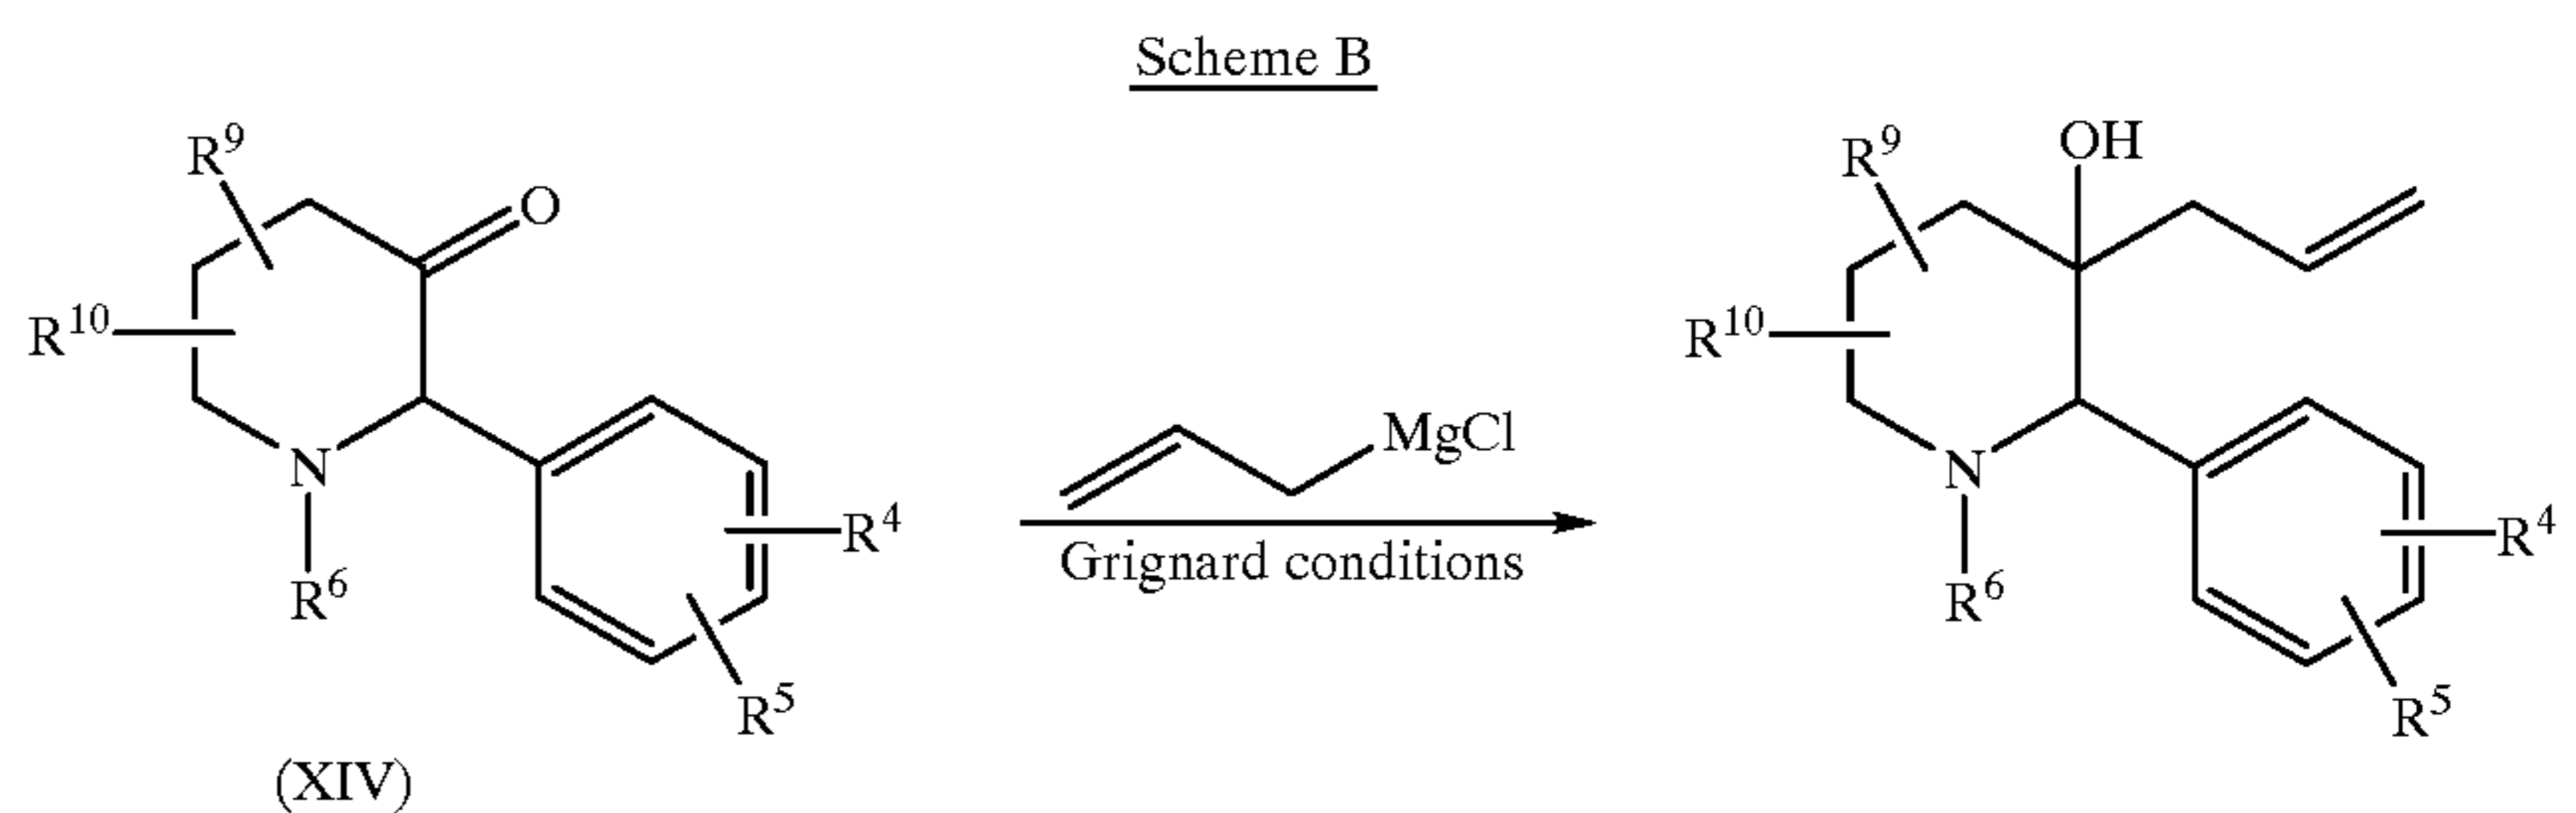 Scheme B
R⁹
O
R¹⁰
N
R⁶
R⁴
R⁵
(XIV)
MgCl
Grignard conditions
R⁹
OH
R¹⁰
N
R⁶
R⁴
R⁵